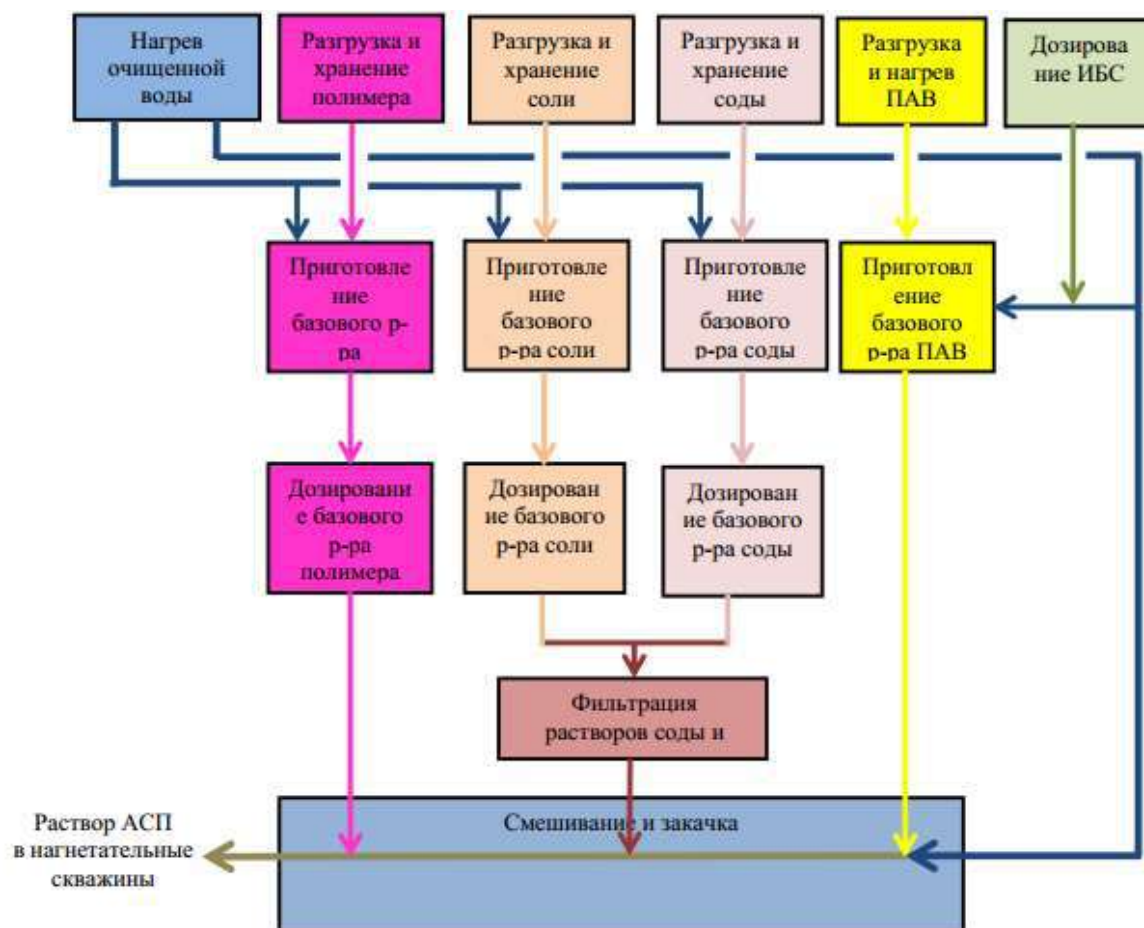 Нагрев
очищенной
воды
Разгрузка и
хранение
полимера
Разгрузка и
хранение
соли
Разгрузка и
хранение
соды
Разгрузка
и нагрев
ПАВ
Дозирова
ние ИБС
Приготовле
ние
базового р-
ра
Приготовле
ние
базового
р-ра соли
Приготовле
ние
базового
р-ра соды
Приготовл
ение
базового
р-ра ПАВ
Дозировани
е базового
р-ра
полимера
Дозирован
ие базового
р-ра соли
Дозирован
ие базового
р-ра соды
Фильтрация
растворов соды и
Смешивание и закачка
Раствор АСП
в нагнетательные
скважины